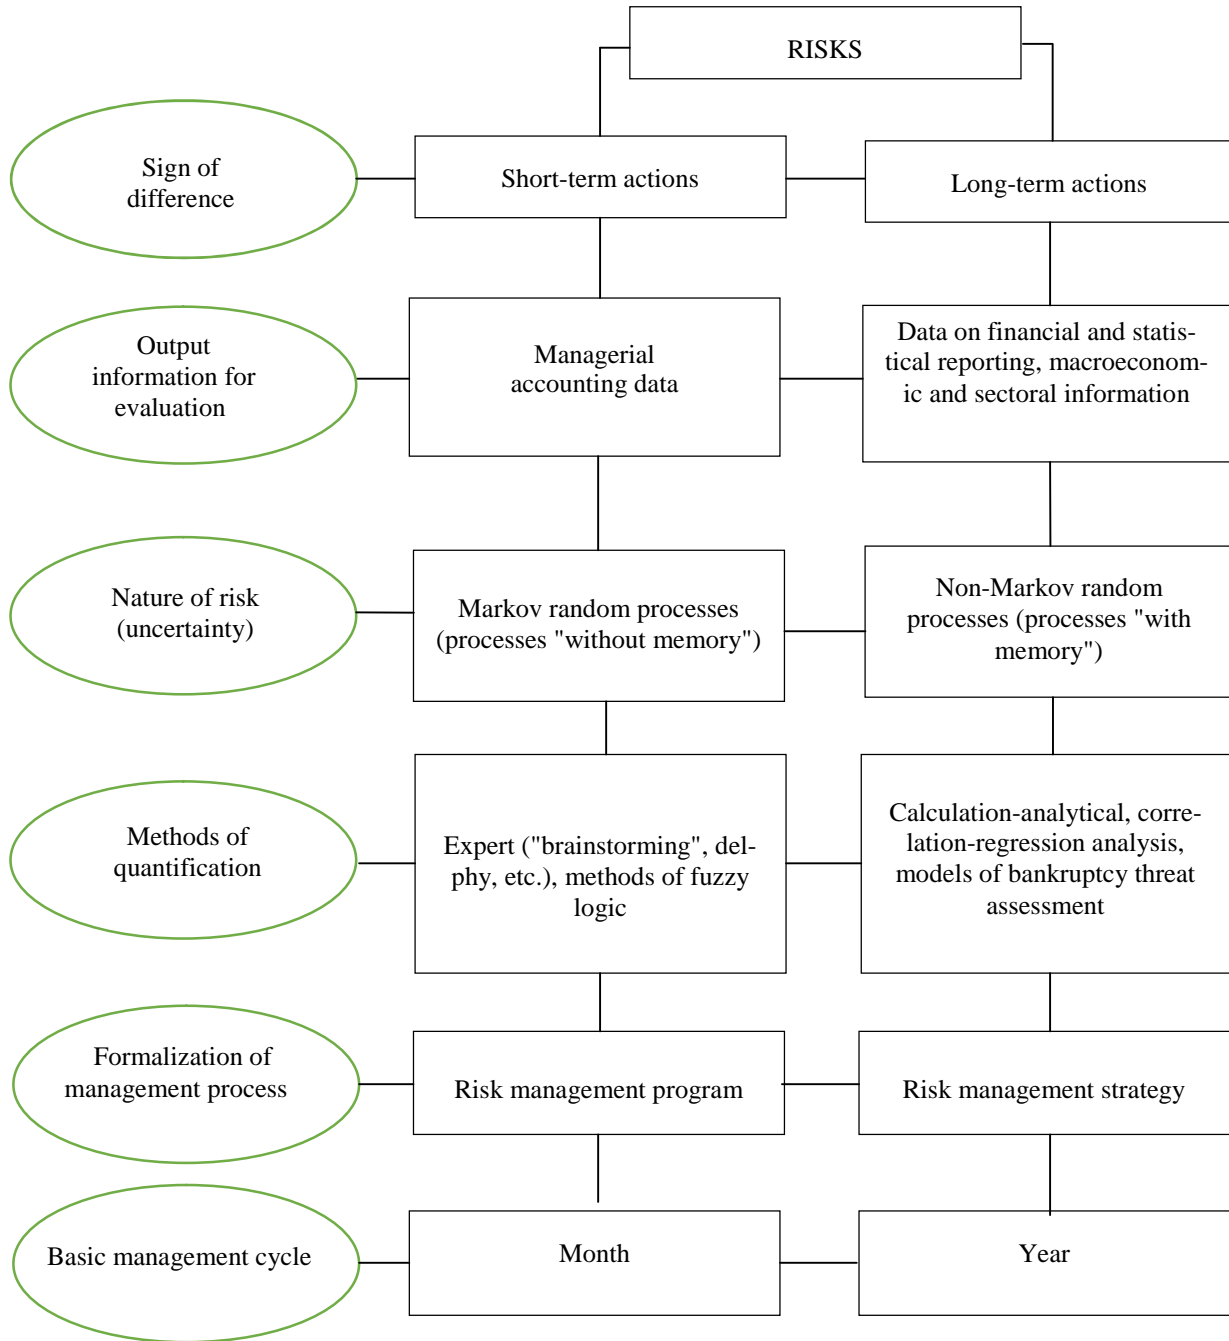 RISKS
Sign of
difference
Short-term actions
Long-term actions
Output
information for
evaluation
Managerial
accounting data
Data on financial and statis-
tical reporting, macroeconom-
ic and sectoral information
Nature of risk
(uncertainty)
Markov random processes
(processes "without memory")
Non-Markov random
processes (processes "with
memory")
Methods of
quantification
Expert ("brainstorming", del-
phy, etc.), methods of fuzzy
logic
Calculation-analytical, corre-
lation-regression analysis,
models of bankruptcy threat
assessment
Formalization of
management process
Risk management program
Risk management strategy
Basic management cycle
Month
Year